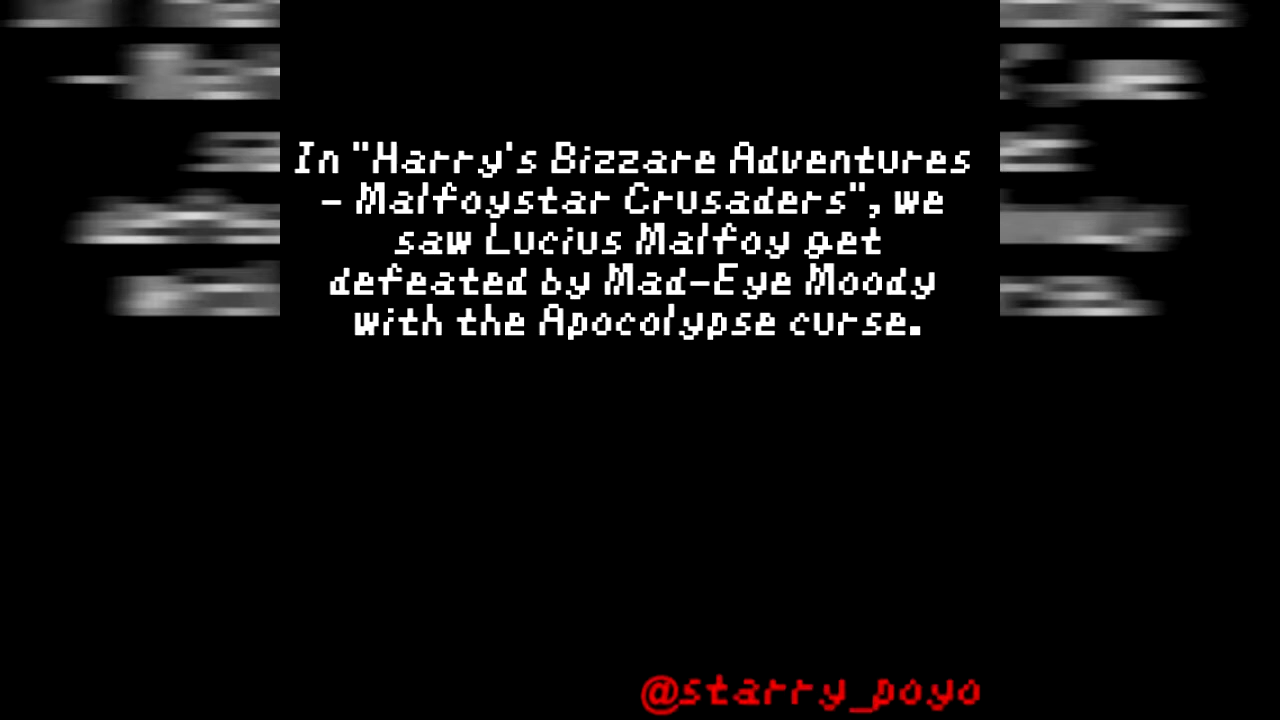 In "Harry's Bizzare Adventures
- Malfoystar Crusaders", we
saw Lucius Malfoy get
defeated by Mad-Eye Moody
with the Apocolypse curse.
@starry_poyo